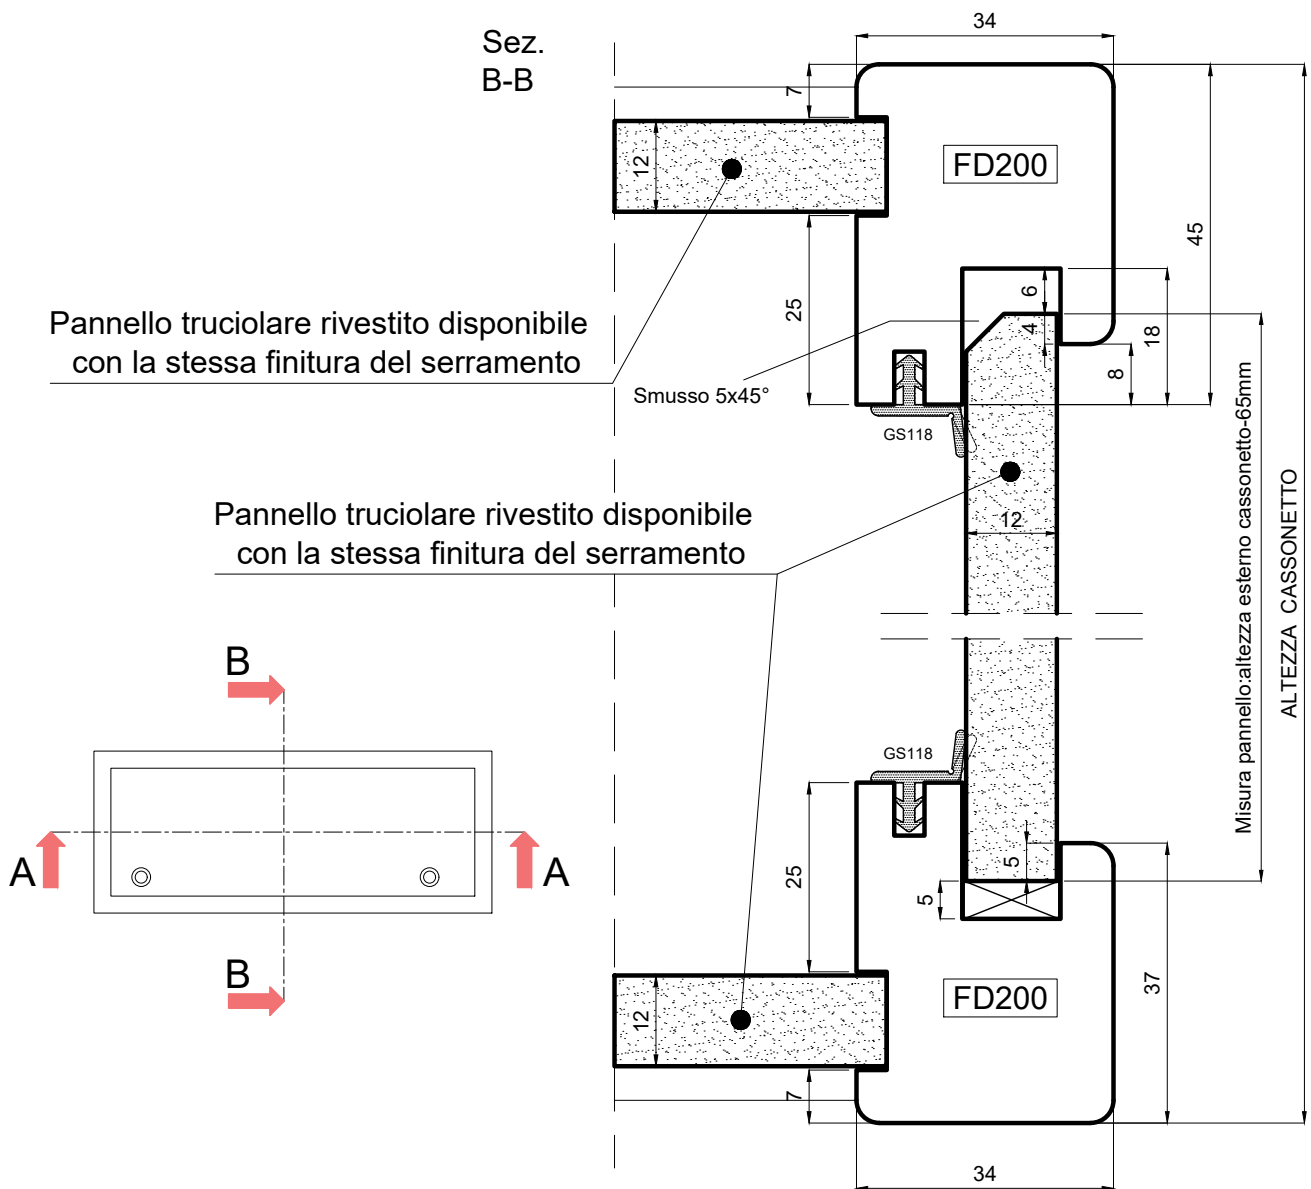 Sez.
B-B
34
7
12
FD200
45
25
6
4
18
8
Pannello truciolare rivestito disponibile
con la stessa finitura del serramento
Smusso 5x45°
GS118
Pannello truciolare rivestito disponibile
con la stessa finitura del serramento
12
Misura pannello:altezza esterno cassonetto-65mm
ALTEZZA CASSONETTO
B
A
A
B
GS118
25
5
5
37
12
FD200
7
34